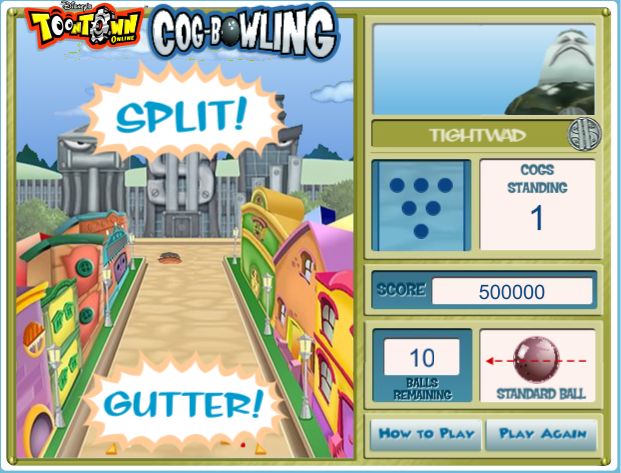 Disney's
TOONTOWN
ONLINE
COG-BOWLING
SPLIT!
TIGHTWAD
COGS
STANDING
1
SCORE
500000
10
BALLS
REMAINING
STANDARD BALL
GUTTER!
HOW TO PLAY
PLAY AGAIN